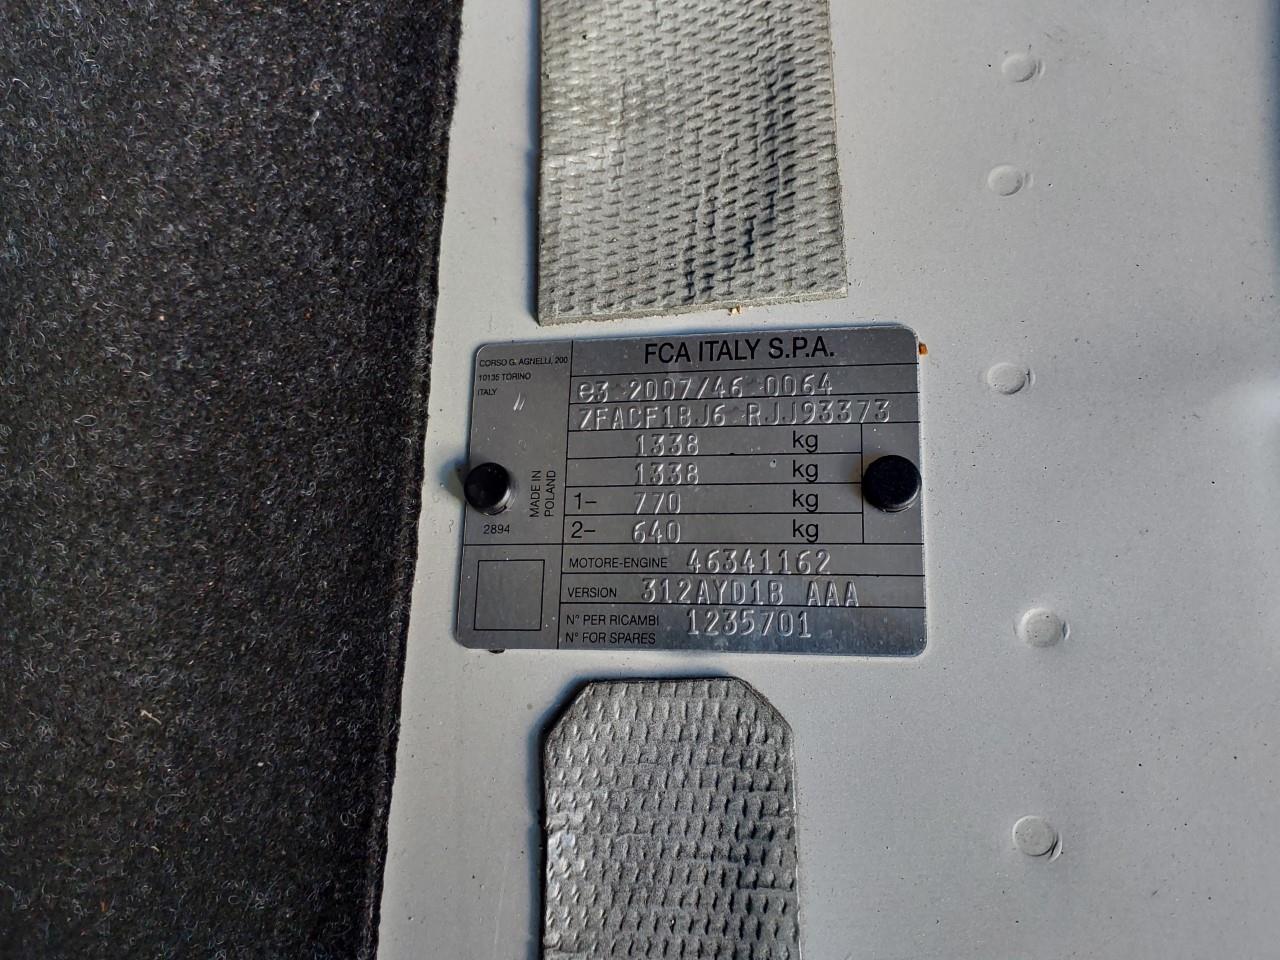 CORSO G. AGNELLI, 200
10135 TORINO
ITALY
FCA ITALY S.P.A.
e3 2007/46 0064
ZFACF1BJ6 RJJ93373
1338 kg
1338 kg
1- 770 kg
2- 640 kg
MADE IN
POLAND
2894
MOTORE-ENGINE 46341162
VERSION 312AYD1B AAA
N° PER RICAMBI
N° FOR SPARES
1235701